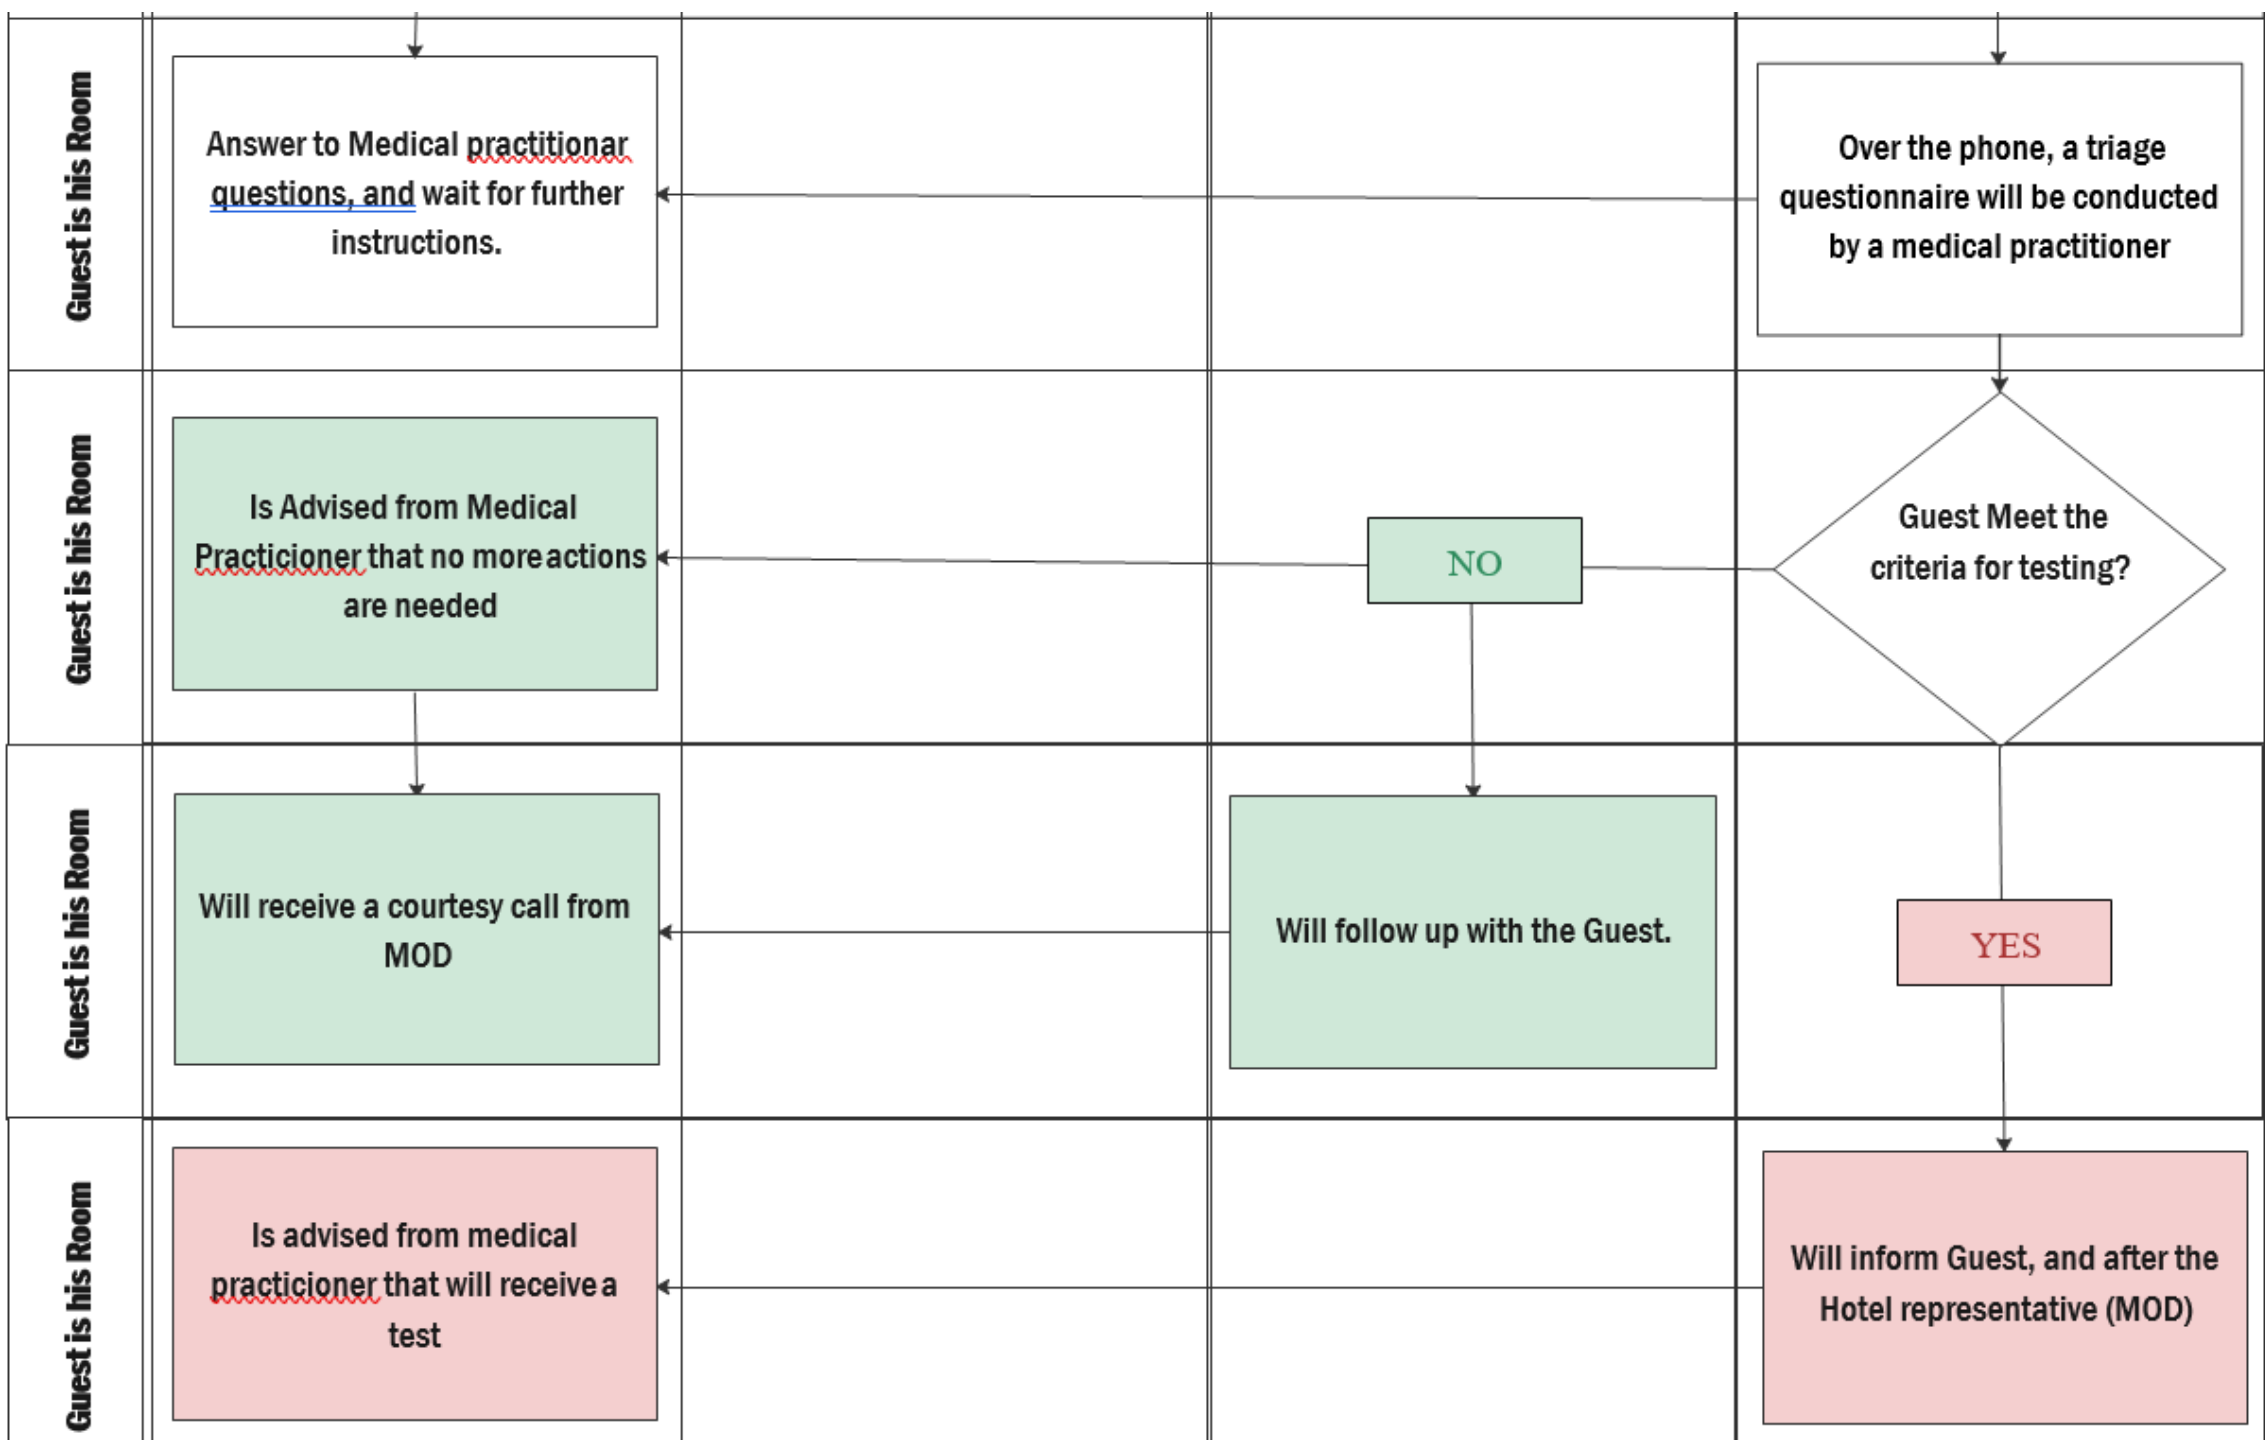 Guest is his Room
Answer to Medical practitionar
questions, and wait for further
instructions.
Over the phone, a triage
questionnaire will be conducted
by a medical practitioner
Guest is his Room
Is Advised from Medical
Practicioner that no more actions
are needed
NO
Guest Meet the
criteria for testing?
Guest is his Room
Will receive a courtesy call from
MOD
Will follow up with the Guest.
YES
Guest is his Room
Is advised from medical
practicioner that will receive a
test
Will inform Guest, and after the
Hotel representative (MOD)